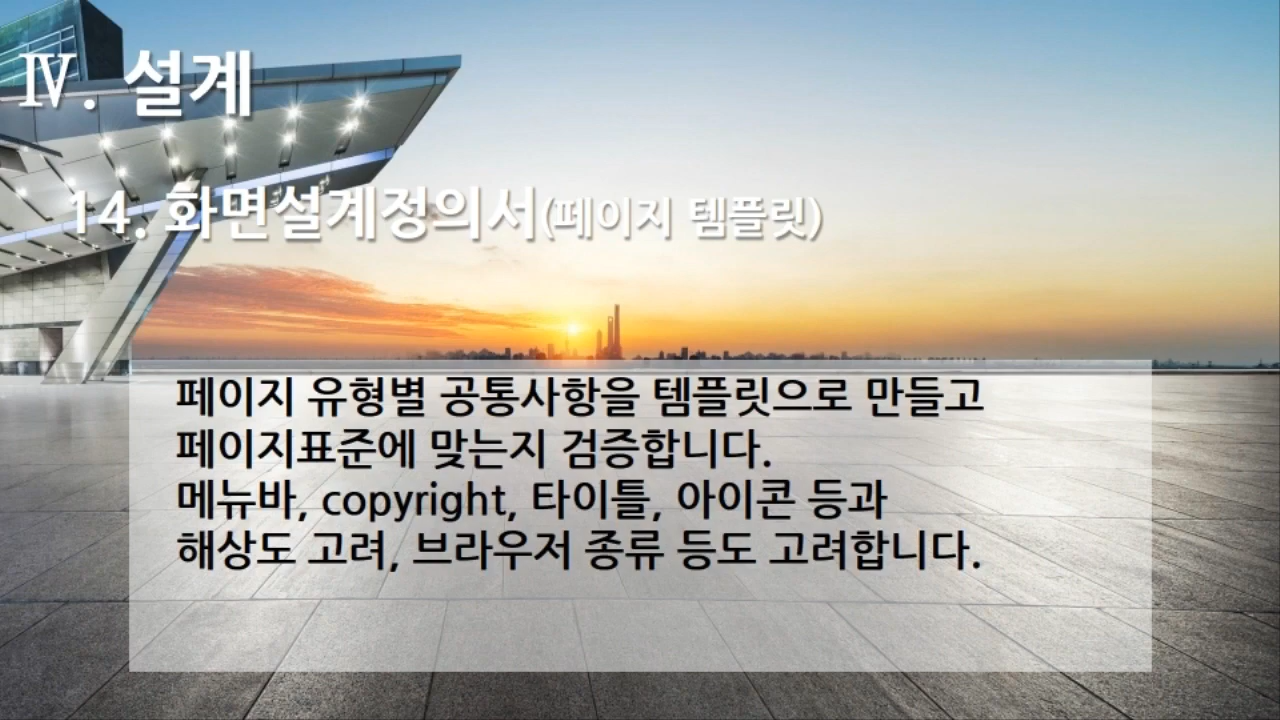 Ⅳ. 설계
14. 화면설계정의서(페이지 템플릿)
페이지 유형별 공통사항을 템플릿으로 만들고
페이지표준에 맞는지 검증합니다.
메뉴바, copyright, 타이틀, 아이콘 등과
해상도 고려, 브라우저 종류 등도 고려합니다.